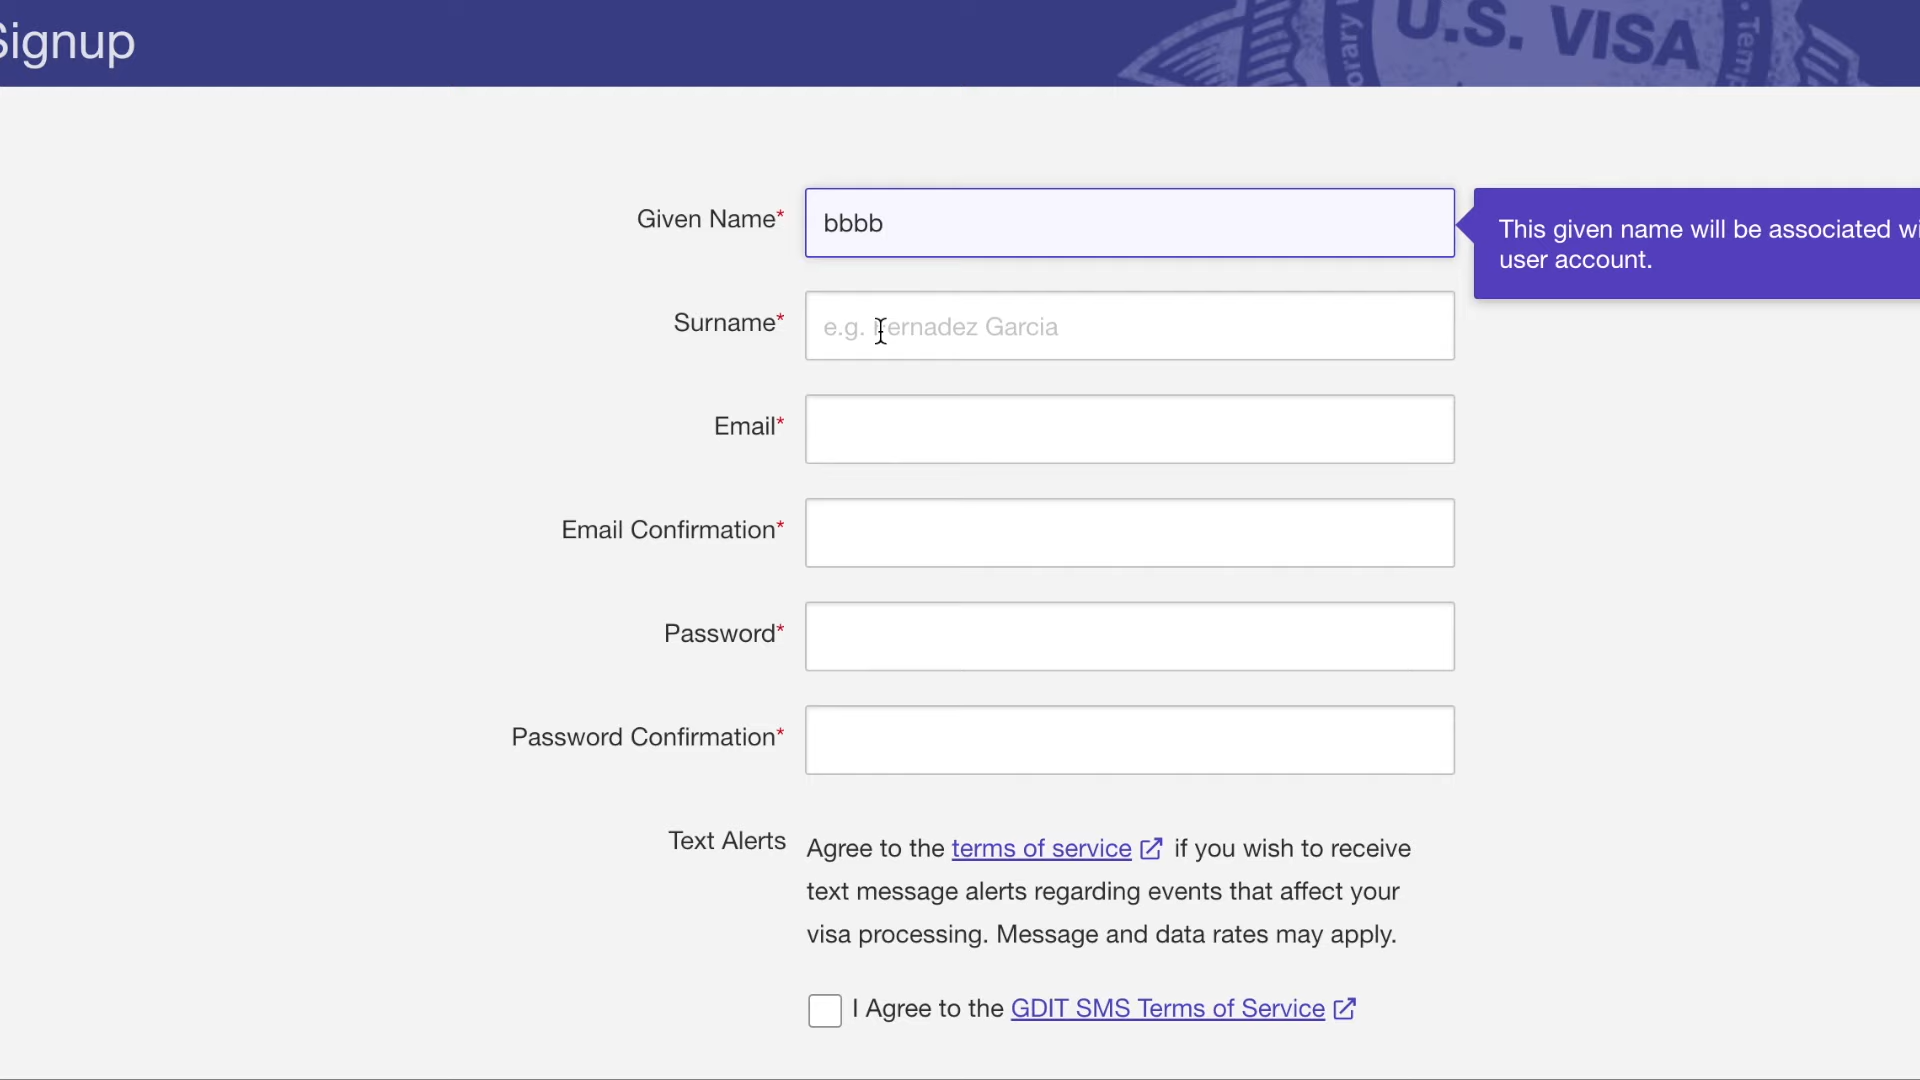 Signup
U.S. VISA
Given Name*
bbbb
This given name will be associated
user account.
Surname*
e.g. ernadez Garcia
Email*
Email Confirmation*
Password*
Password Confirmation*
Text Alerts
Agree to the terms of service if you wish to receive
text message alerts regarding events that affect your
visa processing. Message and data rates may apply.
I Agree to the GDIT SMS Terms of Service